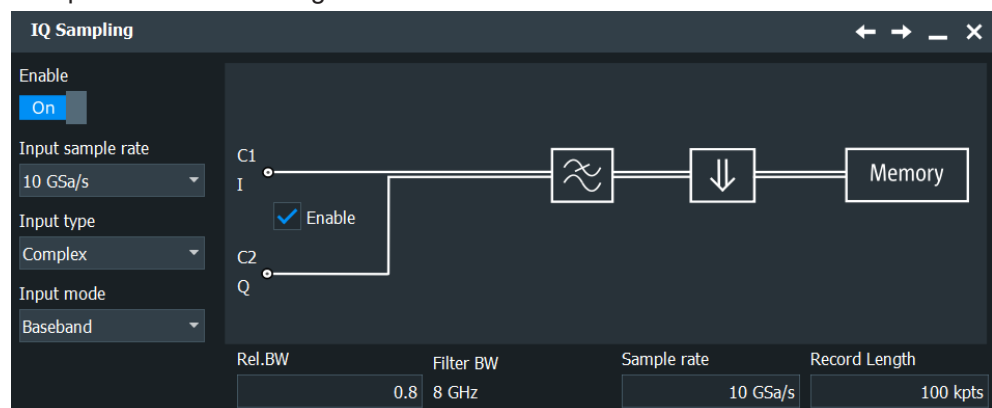 IQ Sampling
Enable
On
Input sample rate
10 GSa/s
Input type
Complex
Input mode
Baseband
C1
I
Enable
C2
Q
Memory
Rel.BW
0.8
Filter BW
8 GHz
Sample rate
10 GSa/s
Record Length
100 kpts